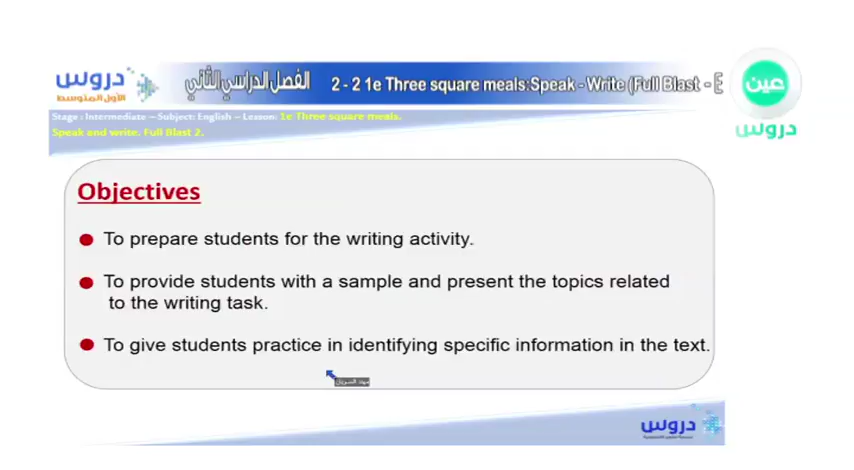 دروس
الأول المتوسط
الفصل الدراسي الثاني
2 - 2 1e Three square meals:Speak - Write (Full Blast - E
عين
دروس
Stage : Intermediate – Subject: English – Lesson: 1e Three square meals.
Speak and write. Full Blast 2.
Objectives
To prepare students for the writing activity.
To provide students with a sample and present the topics related
to the writing task.
To give students practice in identifying specific information in the text.
دروس